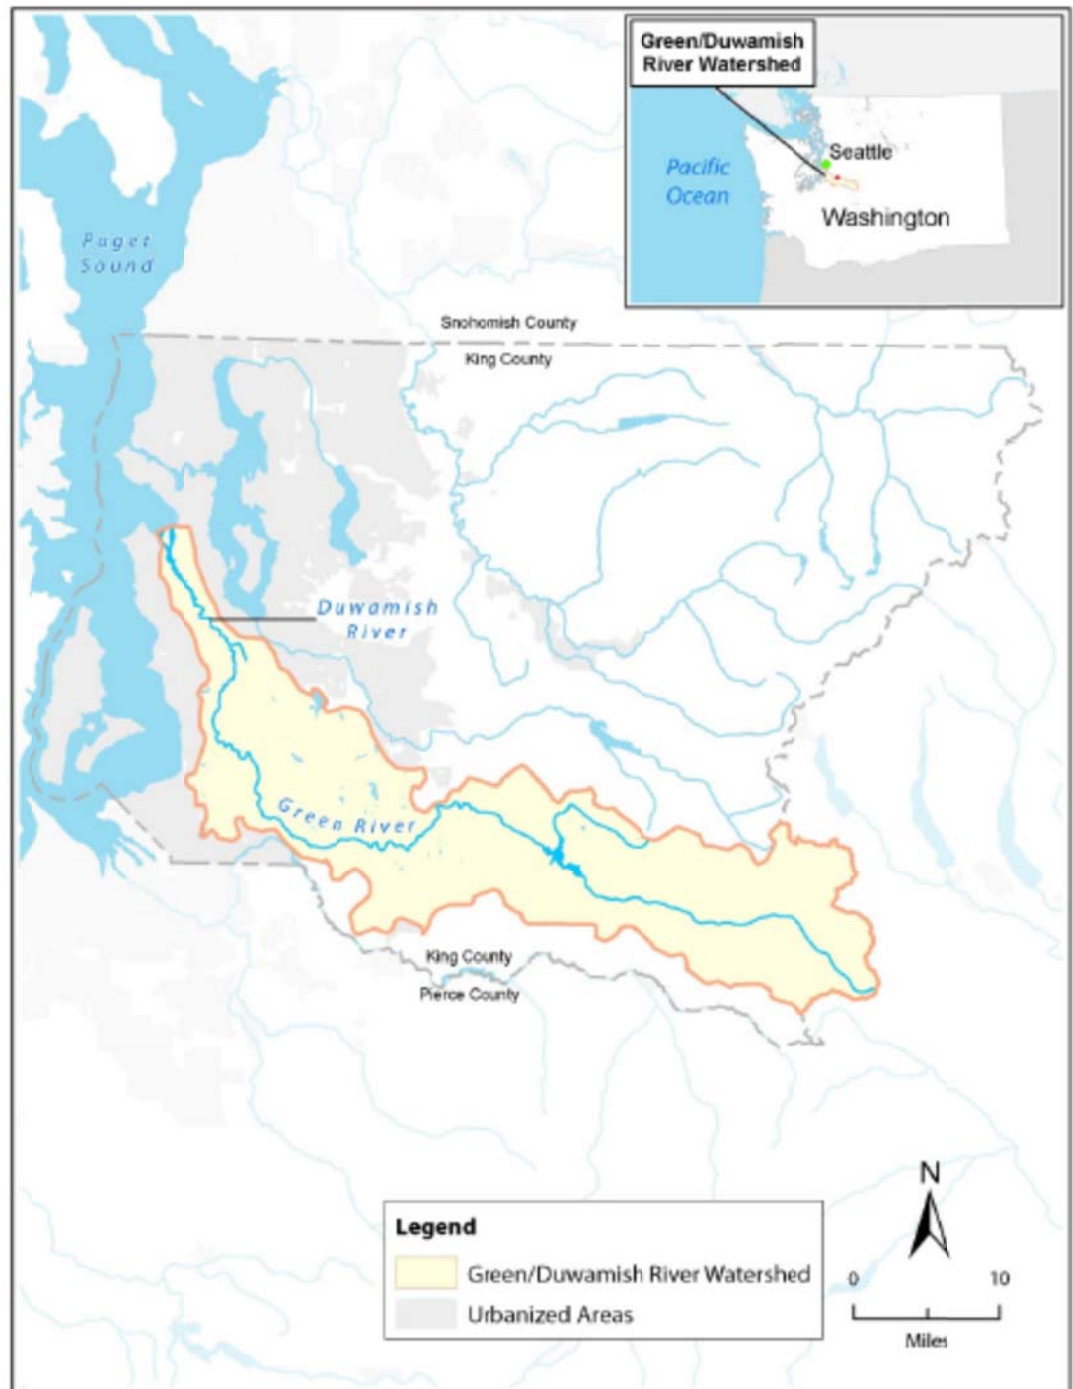 Green/Duwamish
River Watershed
Seattle
Pacific
Ocean
Washington
Puget
Sound
Snohomish County
King County
Duwamish
River
Green River
King County
Pierce County
N
Legend
Green/Duwamish River Watershed
Urbanized Areas
0 10
Miles